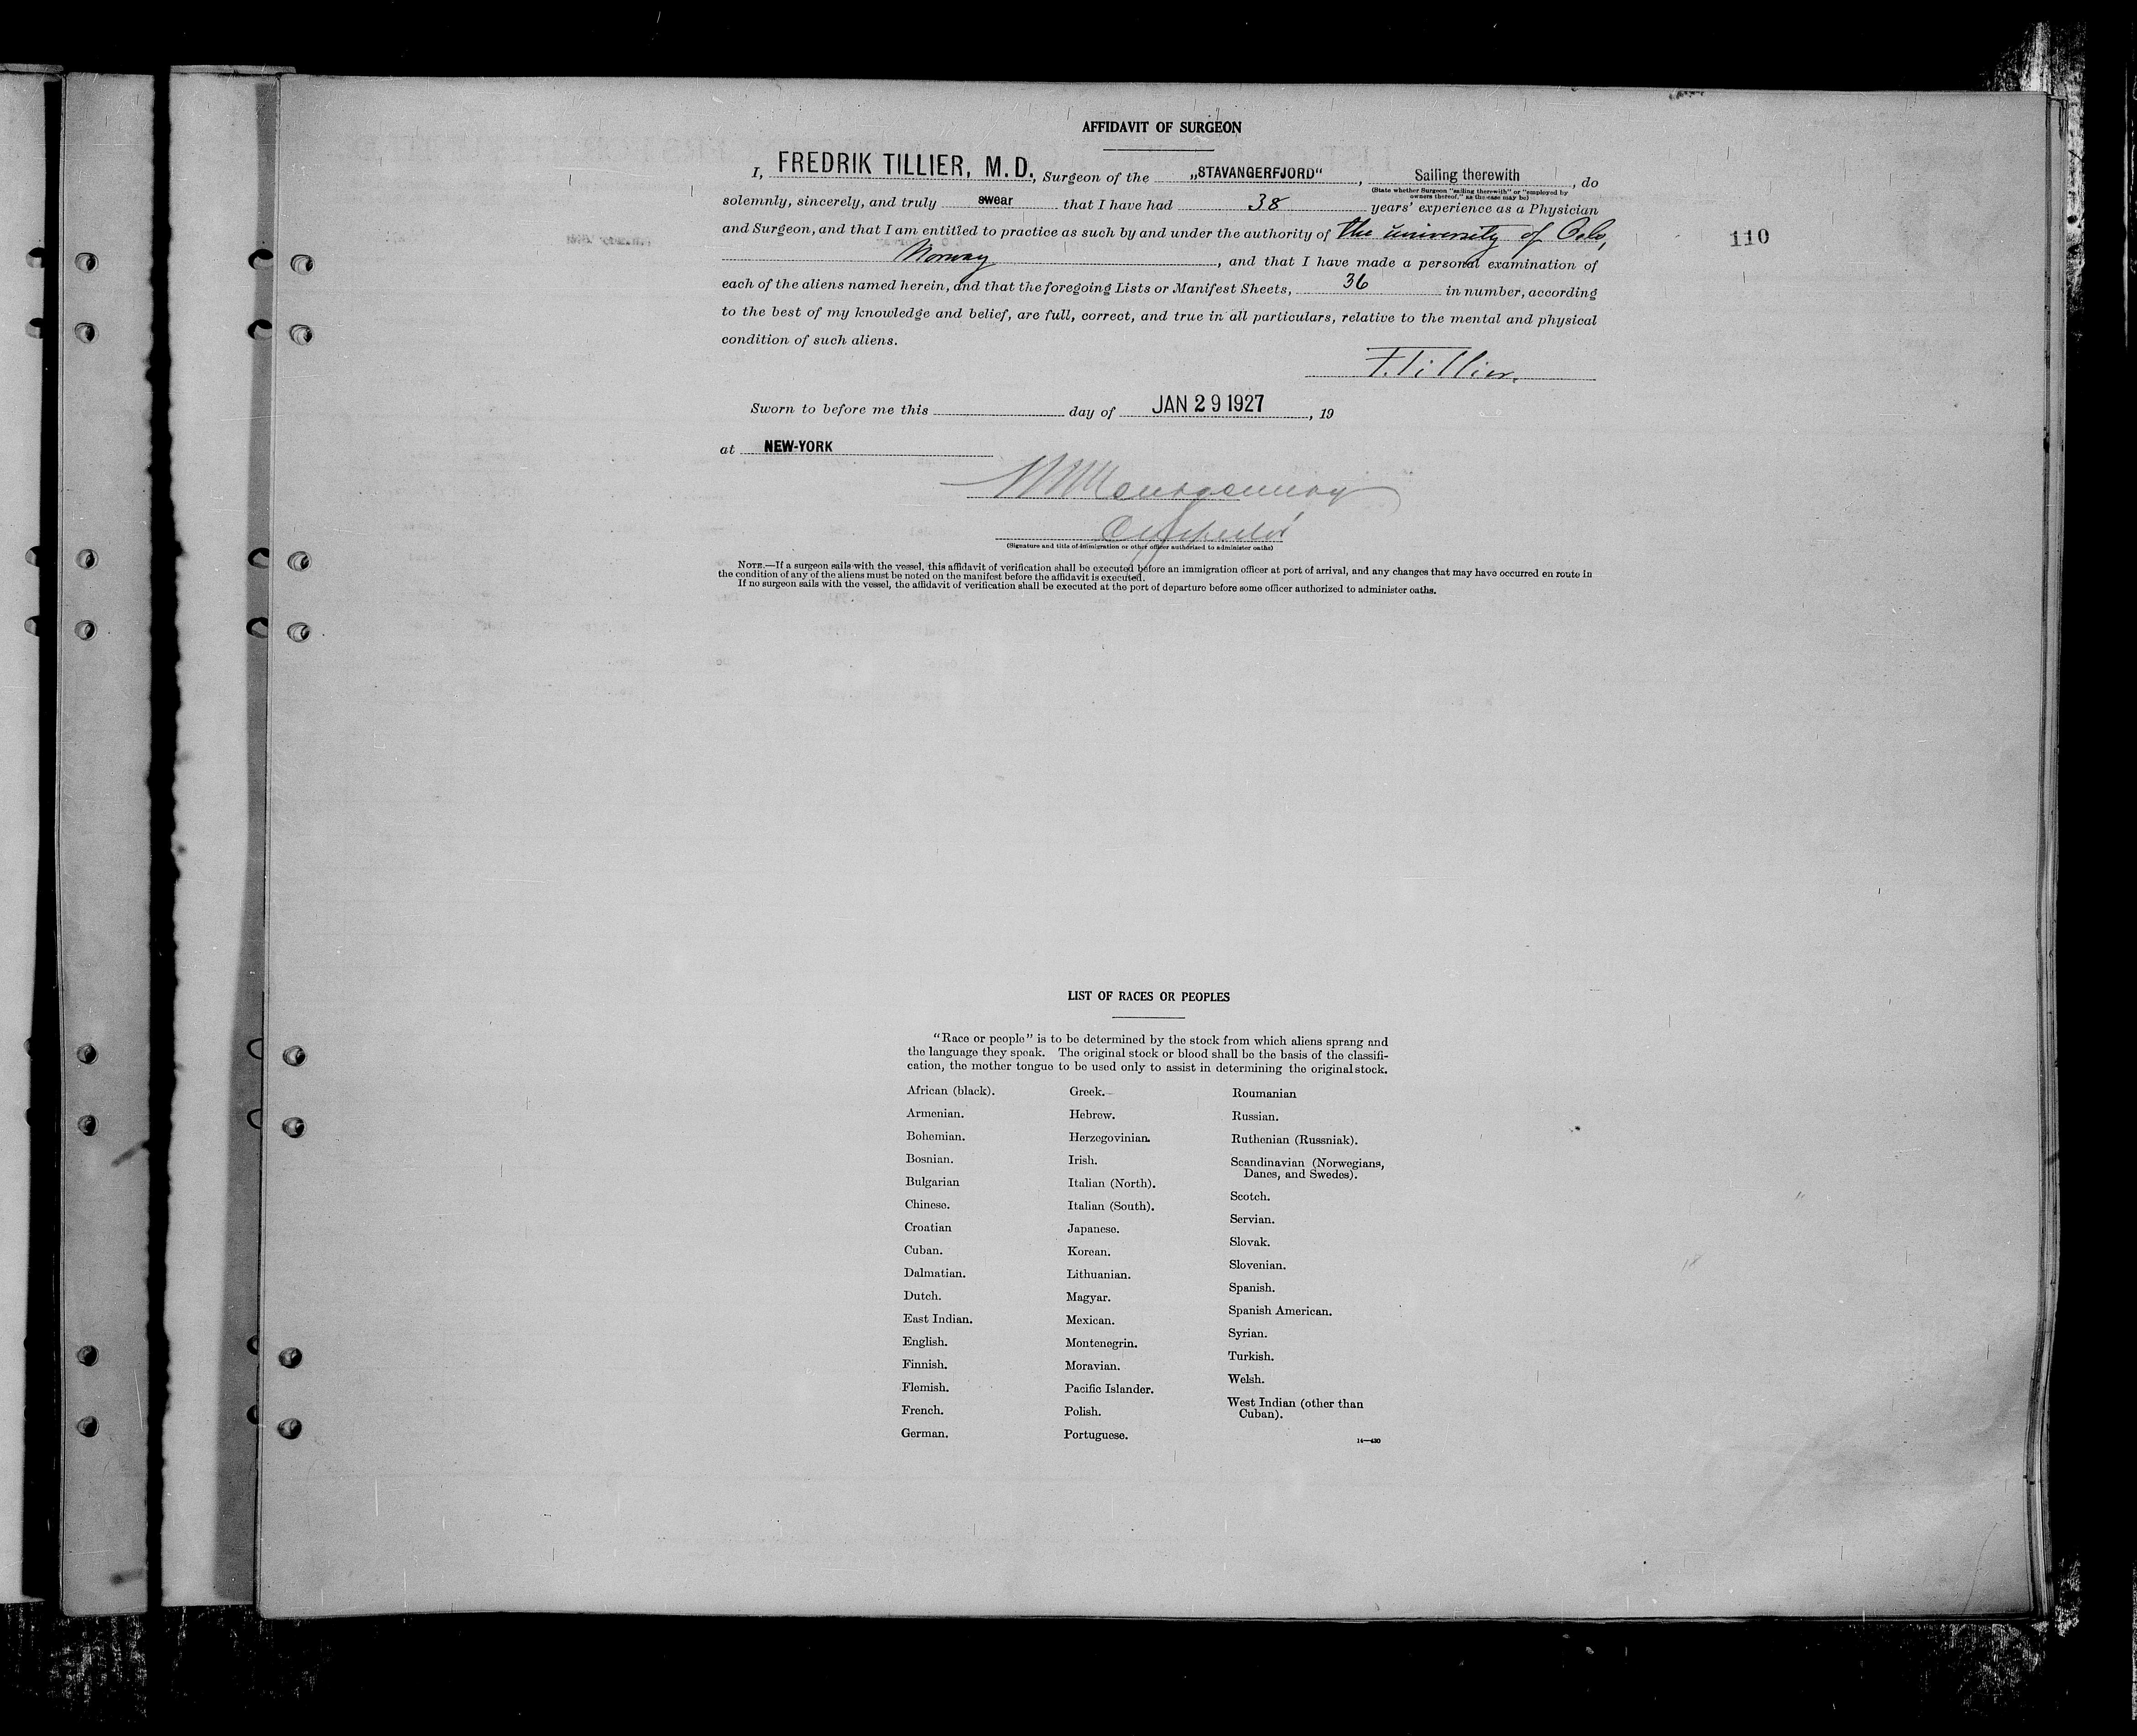 AFFIDAVIT OF SURGEON
I, FREDRIK TILLIER, M. D., Surgeon of the „STAVANGERFJORD“, Sailing therewith, do
(State whether Surgeon "sailing therewith" or "employed by
owners thereof," as the case may be)
solemnly, sincerely, and truly swear that I have had 38 years' experience as a Physician
and Surgeon, and that I am entitled to practice as such by and under the authority of the university of Oslo,
110
Norway, and that I have made a personal examination of
each of the aliens named herein, and that the foregoing Lists or Manifest Sheets, 36 in number, according
to the best of my knowledge and belief, are full, correct, and true in all particulars, relative to the mental and physical
condition of such aliens.
F. Tillier.
Sworn to before me this day of JAN 29 1927, 19
at NEW-YORK
Montgomery
(Signature and title of immigration or other officer authorized to administer oaths)
NOTE.—If a surgeon sails with the vessel, this affidavit of verification shall be executed before an immigration officer at port of arrival, and any changes that may have occurred en route in
the condition of any of the aliens must be noted on the manifest before the affidavit is executed.
If no surgeon sails with the vessel, the affidavit of verification shall be executed at the port of departure before some officer authorized to administer oaths.
LIST OF RACES OR PEOPLES
"Race or people" is to be determined by the stock from which aliens sprang and
the language they speak. The original stock or blood shall be the basis of the classifi-
cation, the mother tongue to be used only to assist in determining the original stock.
African (black).
Armenian.
Bohemian.
Bosnian.
Bulgarian
Chinese.
Croatian
Cuban.
Dalmatian.
Dutch.
East Indian.
English.
Finnish.
Flemish.
French.
German.
Greek.
Hebrew.
Herzegovinian.
Irish.
Italian (North).
Italian (South).
Japanese.
Korean.
Lithuanian.
Magyar.
Mexican.
Montenegrin.
Moravian.
Pacific Islander.
Polish.
Portuguese.
Roumanian
Russian.
Ruthenian (Russniak).
Scandinavian (Norwegians,
Danes, and Swedes).
Scotch.
Servian.
Slovak.
Slovenian.
Spanish.
Spanish American.
Syrian.
Turkish.
Welsh.
West Indian (other than
Cuban).
14—430